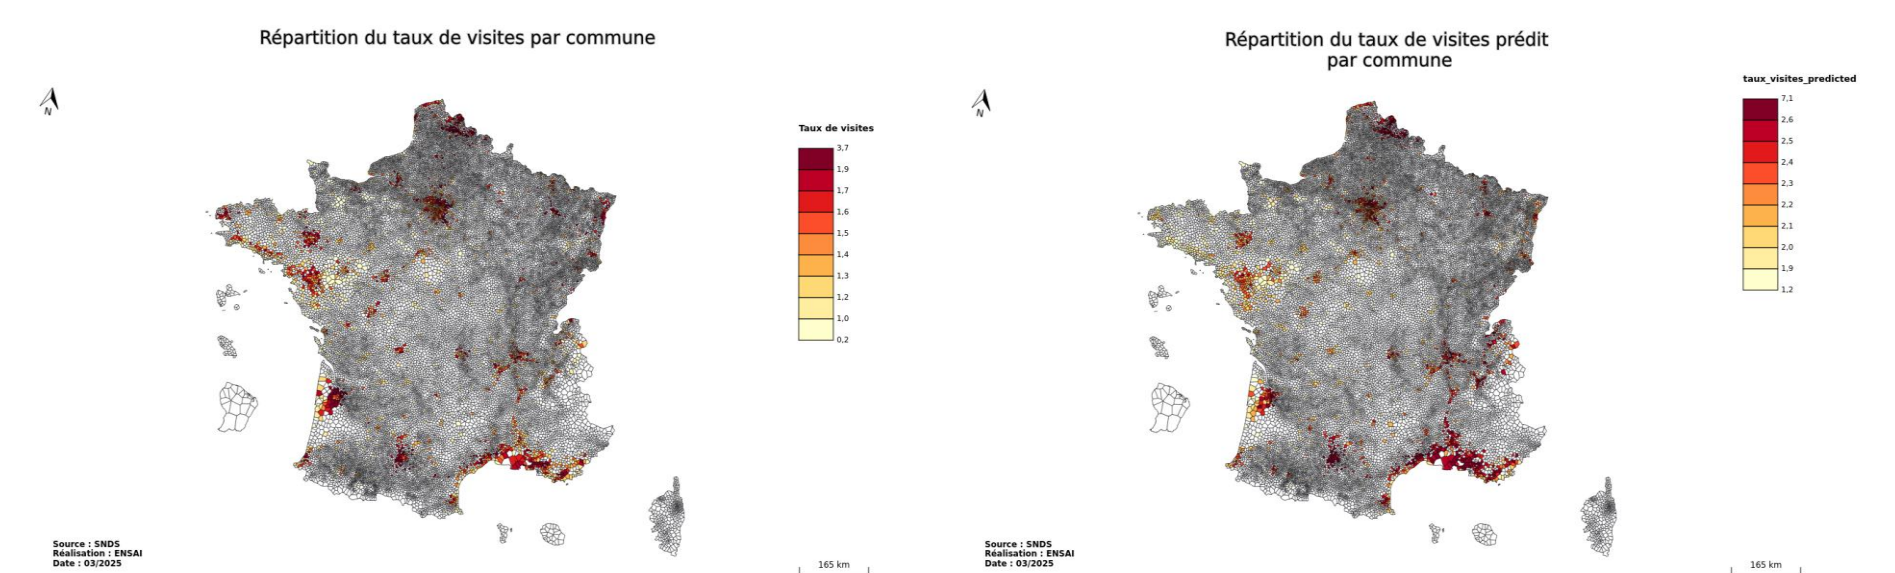 Répartition du taux de visites par commune
N
Taux de visites
3,7
1,9
1,7
1,6
1,5
1,4
1,3
1,2
1,0
0,2
Source : SNDS
Réalisation : ENSAI
Date : 03/2025
165 km
Répartition du taux de visites prédit
par commune
N
taux_visites_predicted
7,1
2,6
2,5
2,4
2,3
2,2
2,1
2,0
1,9
1,2
Source : SNDS
Réalisation : ENSAI
Date : 03/2025
165 km